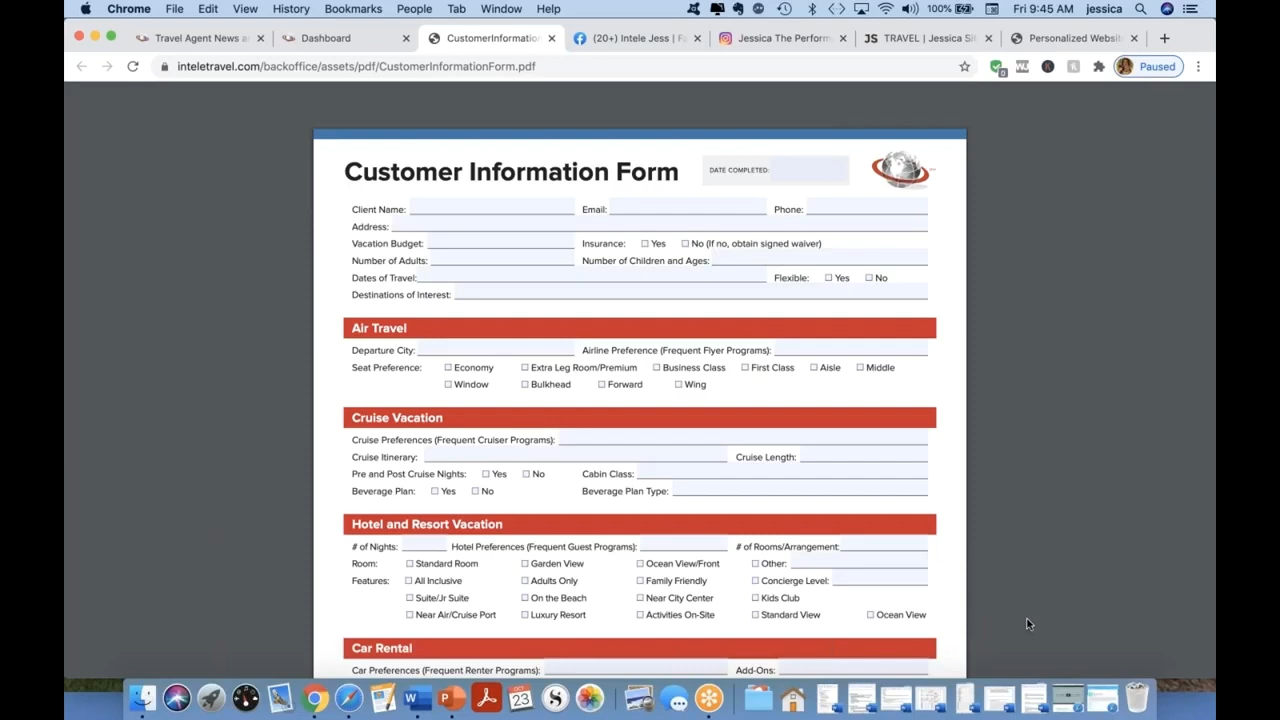 Chrome File Edit View History Bookmarks People Tab Window Help 100% Fri 9:45 AM jessica
Travel Agent News a Dashboard CustomerInformation (20+) Intele Jess | Fa Jessica The Perform JS TRAVEL | Jessica Sit Personalized Websit
inteletravel.com/backoffice/assets/pdf/CustomerInformationForm.pdf Paused
Customer Information Form DATE COMPLETED:
Client Name: Email: Phone:
Address:
Vacation Budget: Insurance: Yes No (If no, obtain signed waiver)
Number of Adults: Number of Children and Ages:
Dates of Travel: Flexible: Yes No
Destinations of Interest:
Air Travel
Departure City: Airline Preference (Frequent Flyer Programs):
Seat Preference: Economy Extra Leg Room/Premium Business Class First Class Aisle Middle
Window Bulkhead Forward Wing
Cruise Vacation
Cruise Preferences (Frequent Cruiser Programs):
Cruise Itinerary: Cruise Length:
Pre and Post Cruise Nights: Yes No Cabin Class:
Beverage Plan: Yes No Beverage Plan Type:
Hotel and Resort Vacation
# of Nights: Hotel Preferences (Frequent Guest Programs): # of Rooms/Arrangement:
Room: Standard Room Garden View Ocean View/Front Other:
Features: All Inclusive Adults Only Family Friendly Concierge Level:
Suite/Jr Suite On the Beach Near City Center Kids Club
Near Air/Cruise Port Luxury Resort Activities On-Site Standard View Ocean View
Car Rental
Car Preferences (Frequent Renter Programs): Add-Ons:
OCT
23